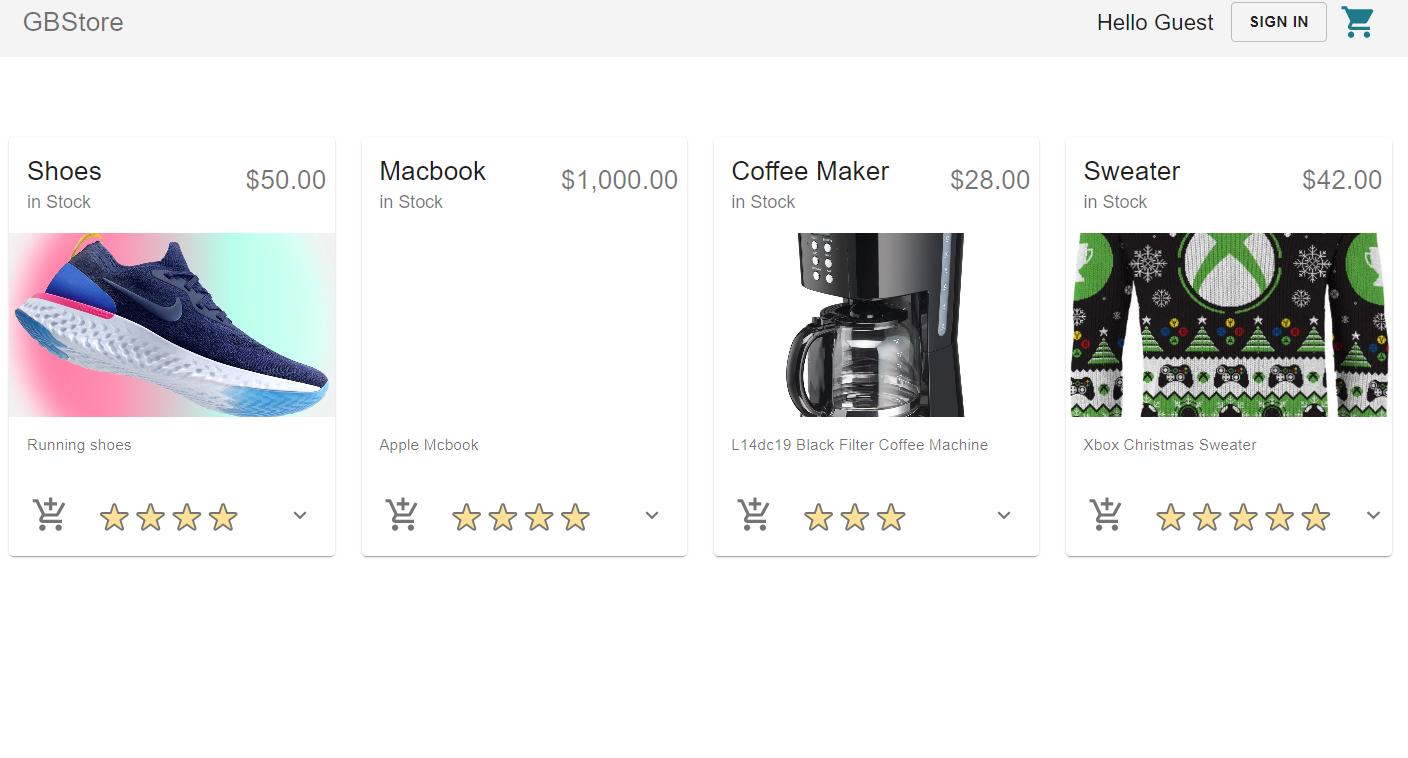 GBStore
Hello Guest
SIGN IN
Shoes
$50.00
in Stock
Running shoes
Macbook
$1,000.00
in Stock
Apple Mcbook
Coffee Maker
$28.00
in Stock
L14dc19 Black Filter Coffee Machine
Sweater
$42.00
in Stock
Xbox Christmas Sweater